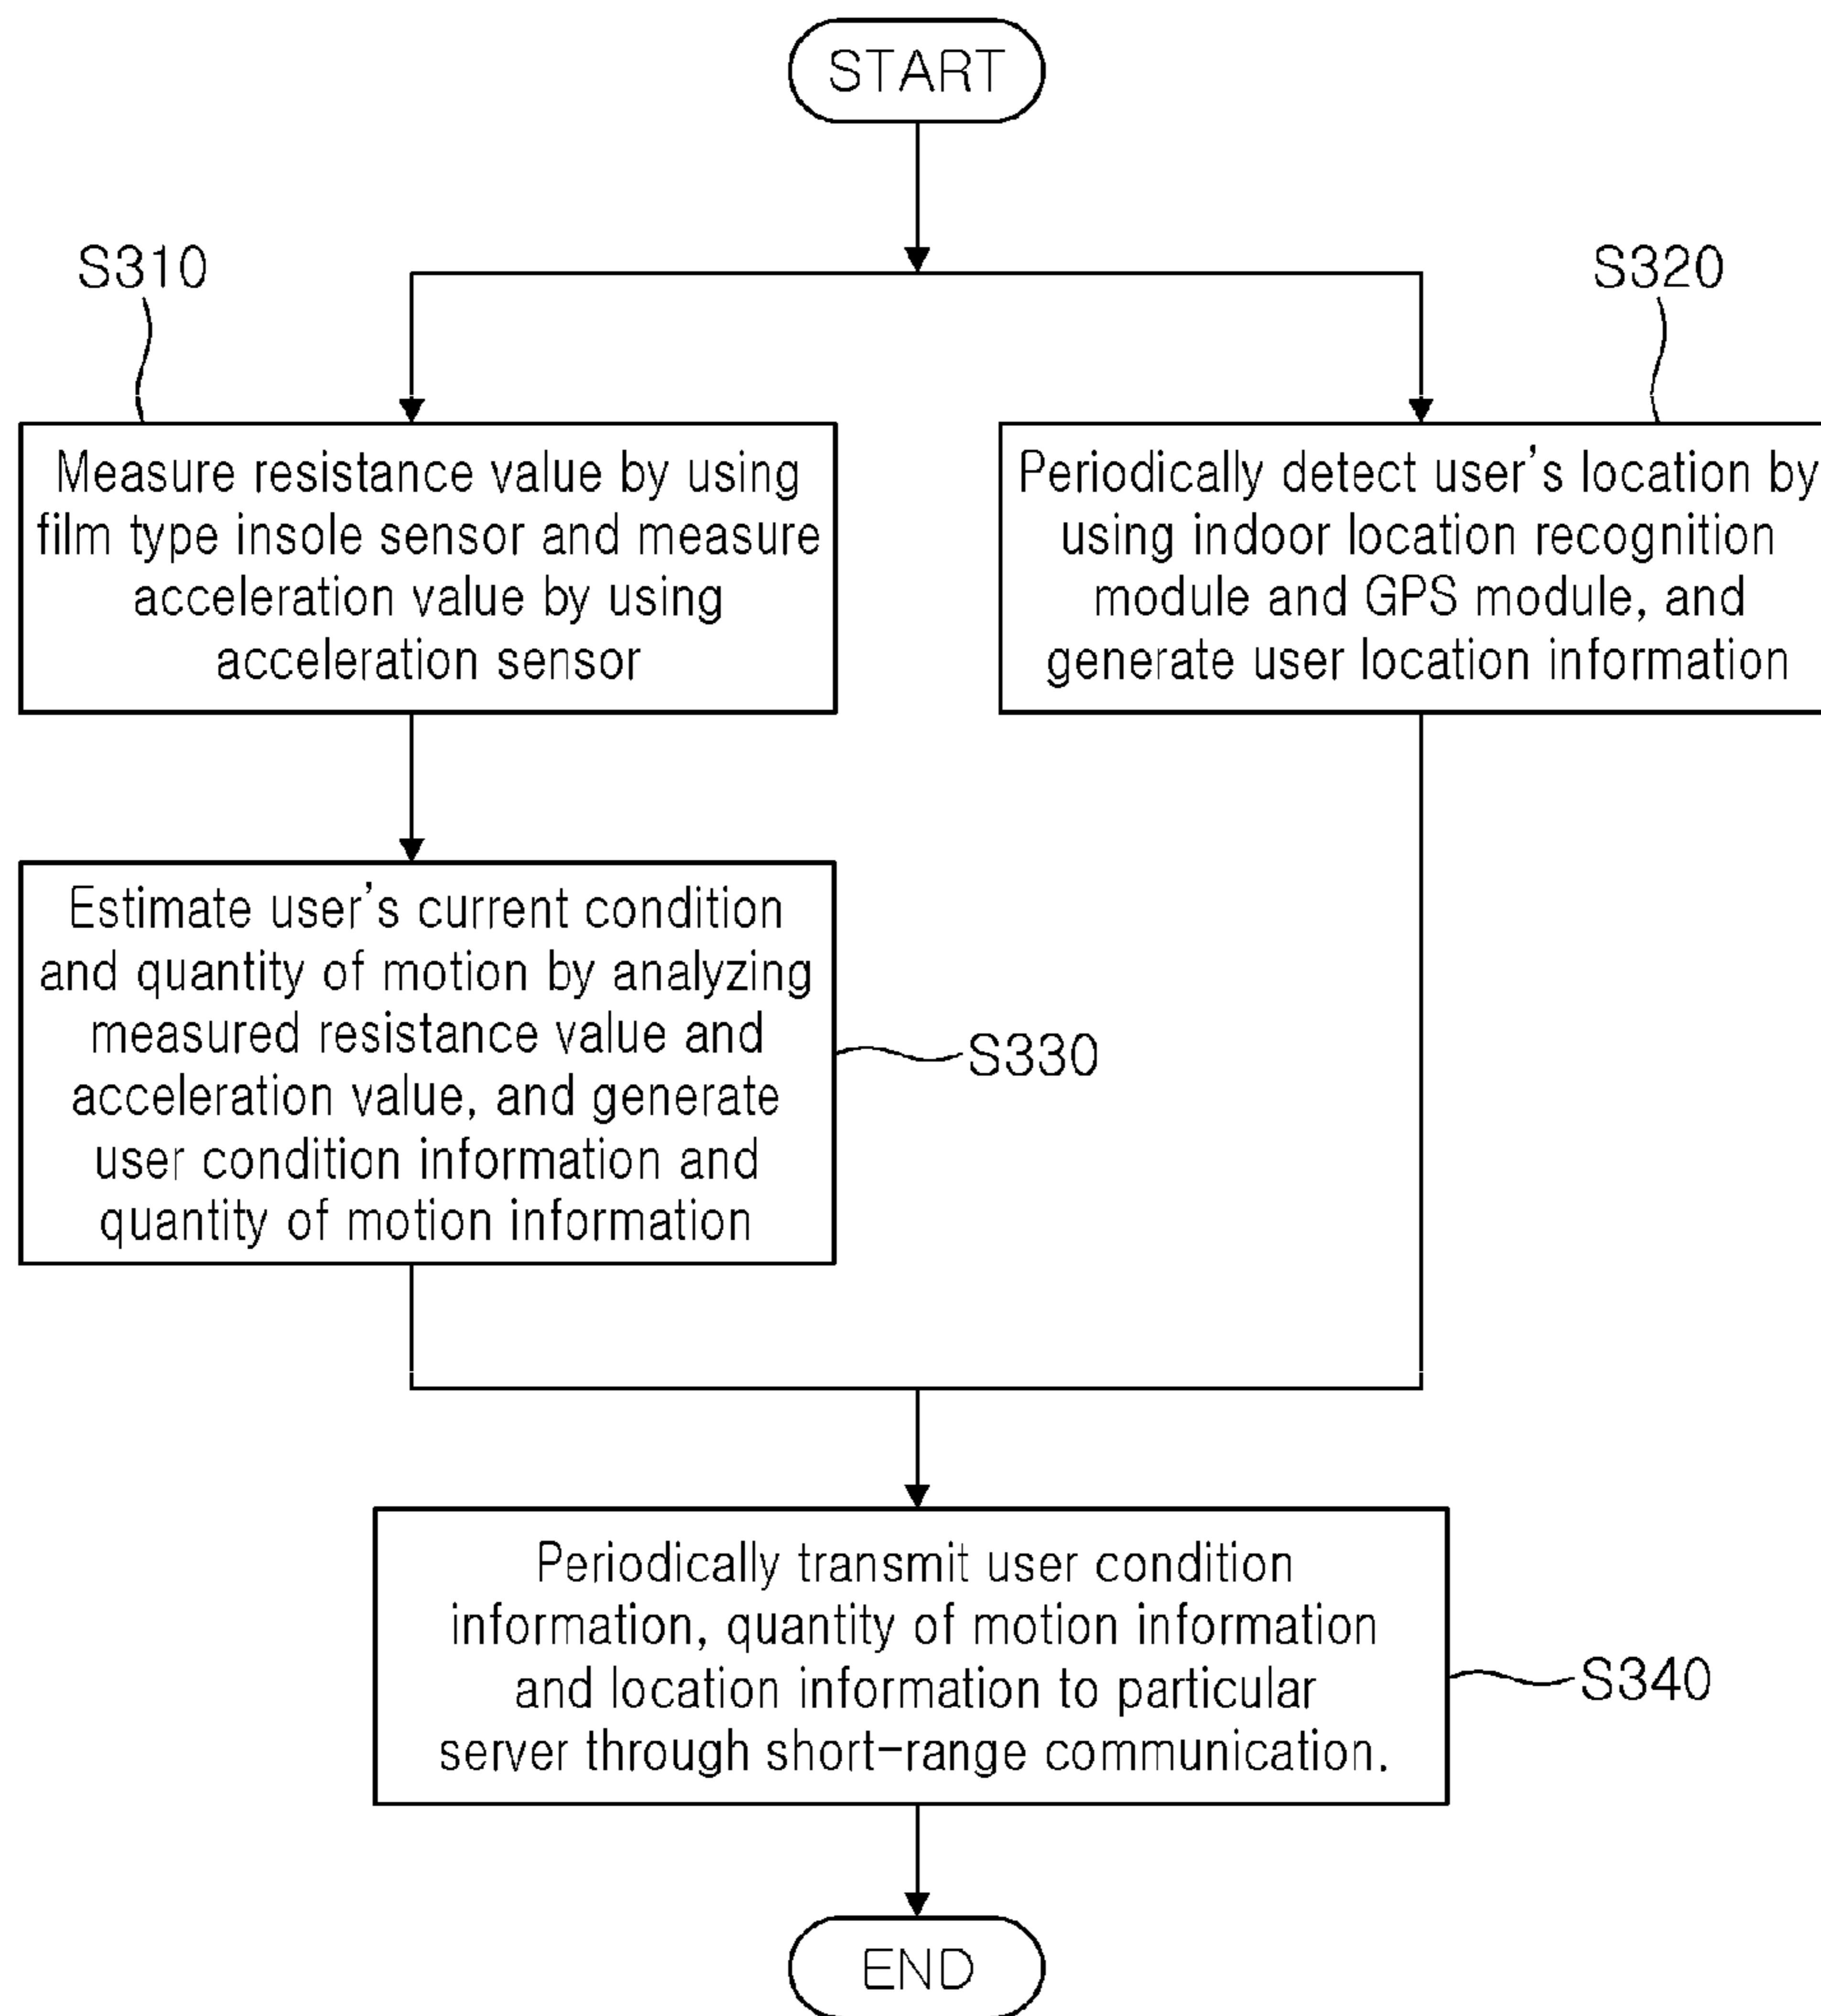 START
S310
S320
Measure resistance value by using
film type insole sensor and measure
acceleration value by using
acceleration sensor
Periodically detect user's location by
using indoor location recognition
module and GPS module, and
generate user location information
Estimate user's current condition
and quantity of motion by analyzing
measured resistance value and
acceleration value, and generate
user condition information and
quantity of motion information
S330
Periodically transmit user condition
information, quantity of motion information
and location information to particular
server through short-range communication.
S340
END